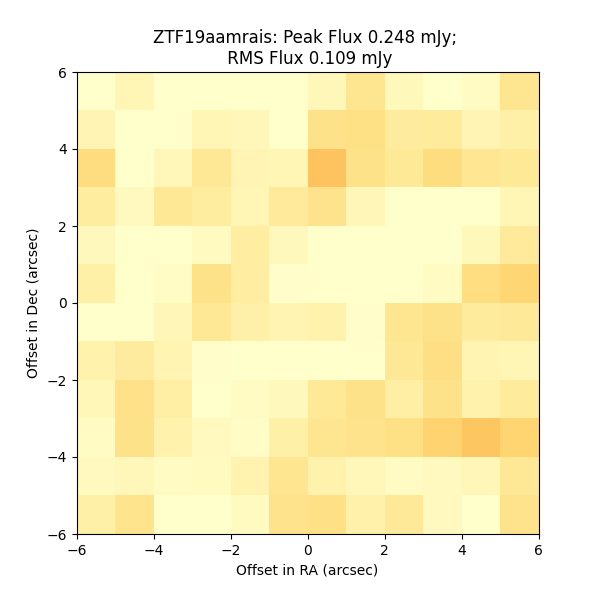 ZTF19aamrais: Peak Flux 0.248 mJy;
RMS Flux 0.109 mJy
6
4
2
0
−2
−4
−6
Offset in Dec (arcsec)
−6 −4 −2 0 2 4 6
Offset in RA (arcsec)